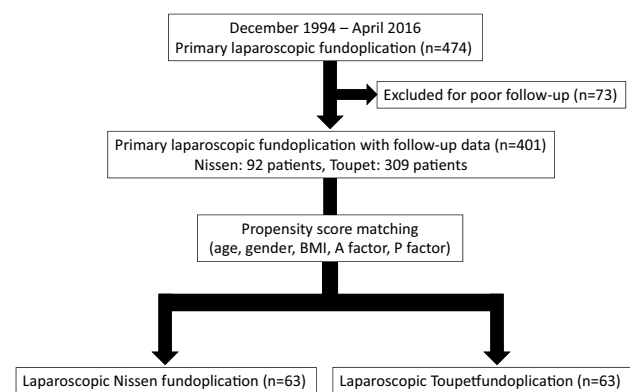 December 1994 – April 2016
Primary laparoscopic fundoplication (n=474)
Excluded for poor follow-up (n=73)
Primary laparoscopic fundoplication with follow-up data (n=401)
Nissen: 92 patients, Toupet: 309 patients
Propensity score matching
(age, gender, BMI, A factor, P factor)
Laparoscopic Nissen fundoplication (n=63)
Laparoscopic Toupetfundoplication (n=63)